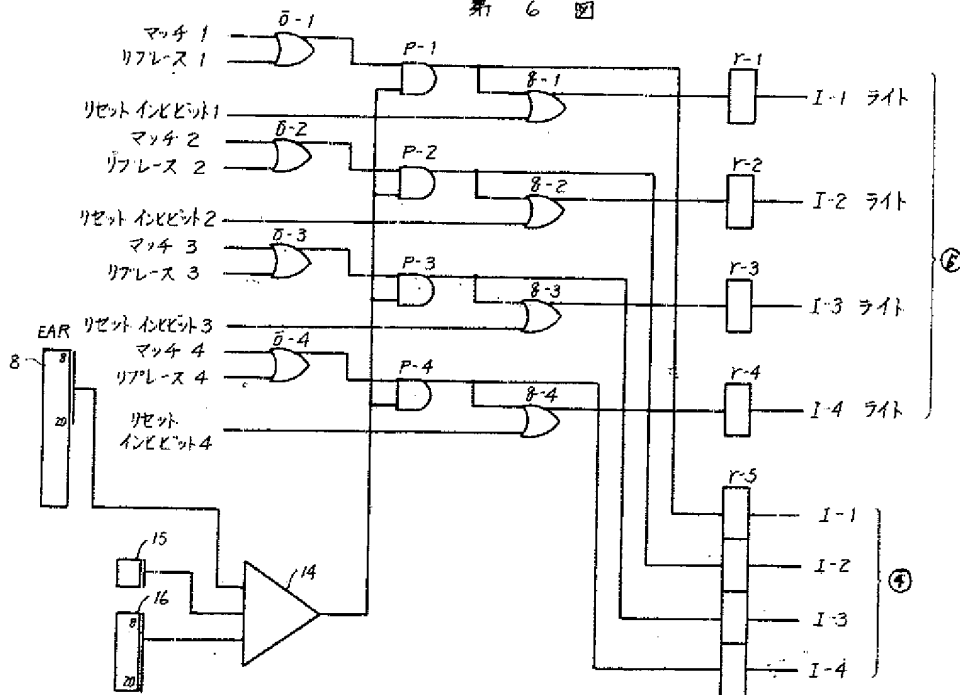 第 6 図
マッチ 1
リプレース 1
ō-1
P-1
リセット インヒビット1
g-1
r-1
I-1 ライト
マッチ 2
リプレース 2
ō-2
P-2
リセット インヒビット2
g-2
r-2
I-2 ライト
マッチ 3
リプレース 3
ō-3
P-3
リセット インヒビット3
g-3
r-3
I-3 ライト
マッチ 4
リプレース 4
ō-4
P-4
リセット
インヒビット4
g-4
r-4
I-4 ライト
⑤
EAR
8
8
20
15
16
8
20
14
r-5
I-1
I-2
I-3
I-4
④